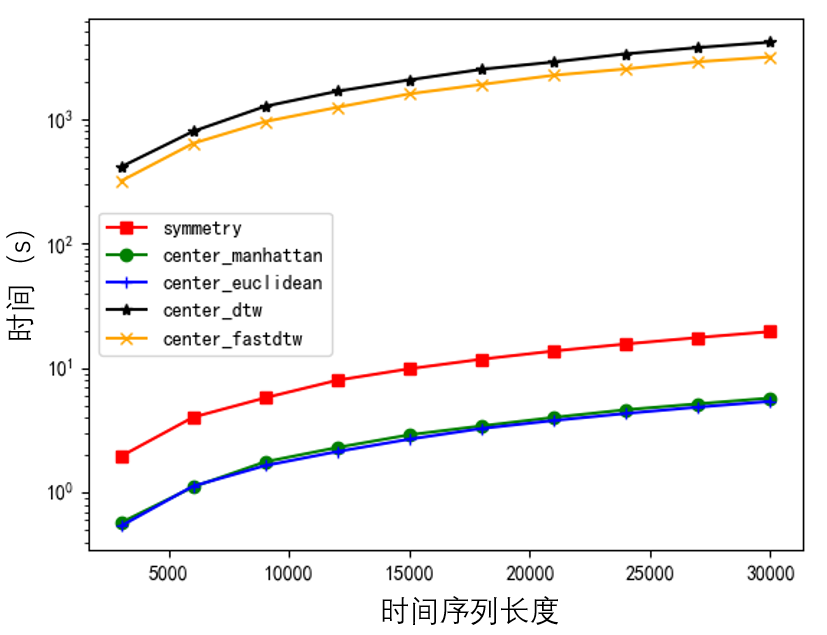 时间 (s)
10³
10²
10¹
10⁰
symmetry
center_manhattan
center_euclidean
center_dtw
center_fastdtw
5000 10000 15000 20000 25000 30000
时间序列长度